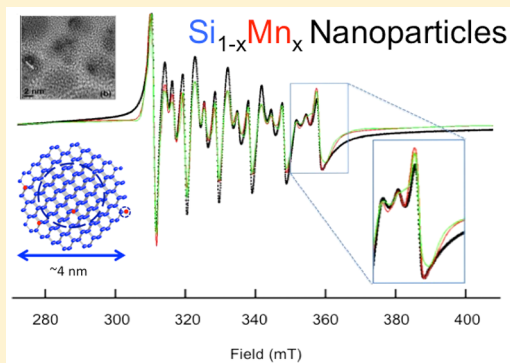 Si1-xMnx Nanoparticles
2 nm
(b)
~4 nm
280 300 320 340 360 380 400
Field (mT)